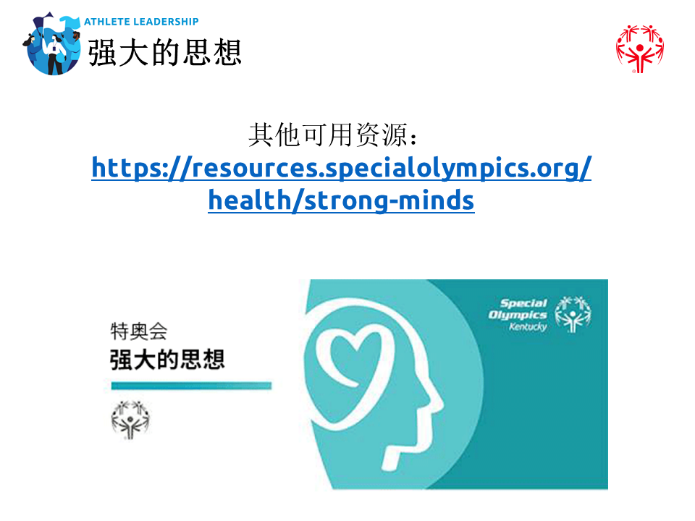 ATHLETE LEADERSHIP
强大的思想
其他可用资源：
https://resources.specialolympics.org/
health/strong-minds
特奥会
强大的思想
Special
Olympics
Kentucky